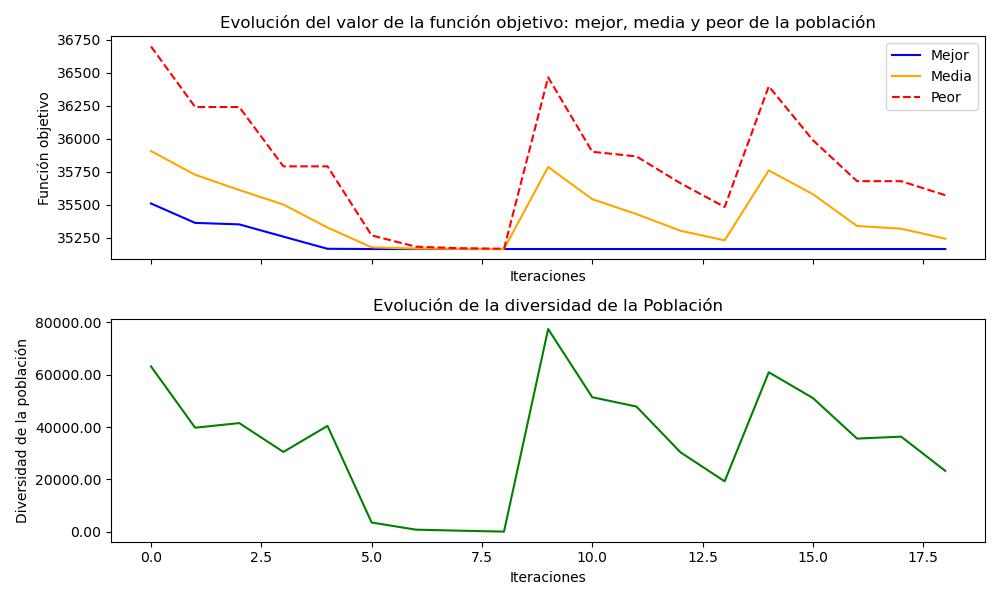 Evolución del valor de la función objetivo: mejor, media y peor de la población
36750
36500
36250
36000
35750
35500
35250
Función objetivo
Mejor
Media
Peor
Iteraciones
Evolución de la diversidad de la Población
80000.00
60000.00
40000.00
20000.00
0.00
Diversidad de la población
0.0 2.5 5.0 7.5 10.0 12.5 15.0 17.5
Iteraciones